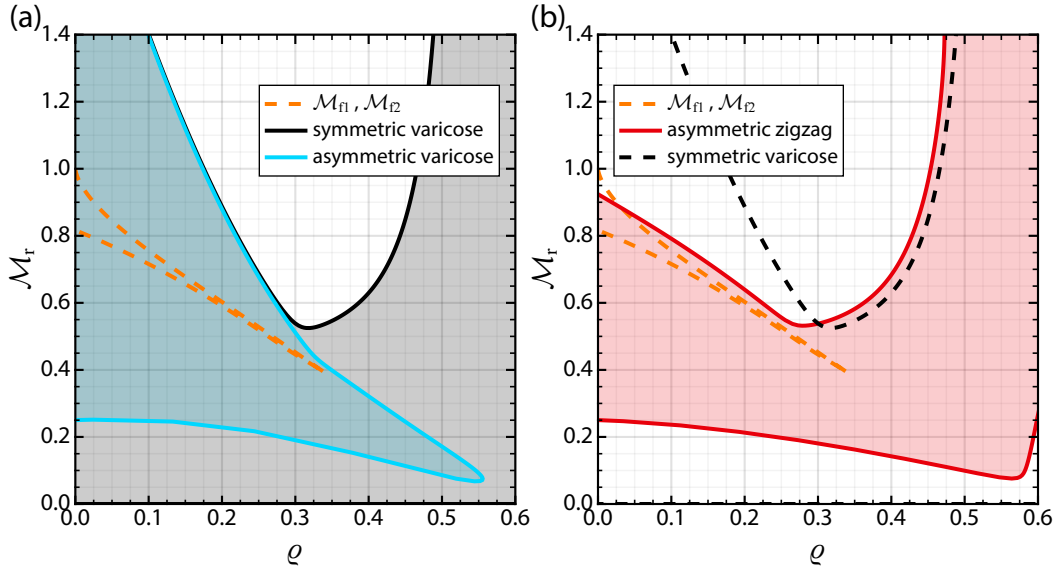 (a)
1.4
1.2
1.0
0.8
0.6
0.4
0.2
0.0
ℳr
ℳf1 , ℳf2
symmetric varicose
asymmetric varicose
0.0 0.1 0.2 0.3 0.4 0.5 0.6
ϱ
(b)
1.4
1.2
1.0
0.8
0.6
0.4
0.2
0.0
ℳr
ℳf1 , ℳf2
asymmetric zigzag
symmetric varicose
0.0 0.1 0.2 0.3 0.4 0.5 0.6
ϱ